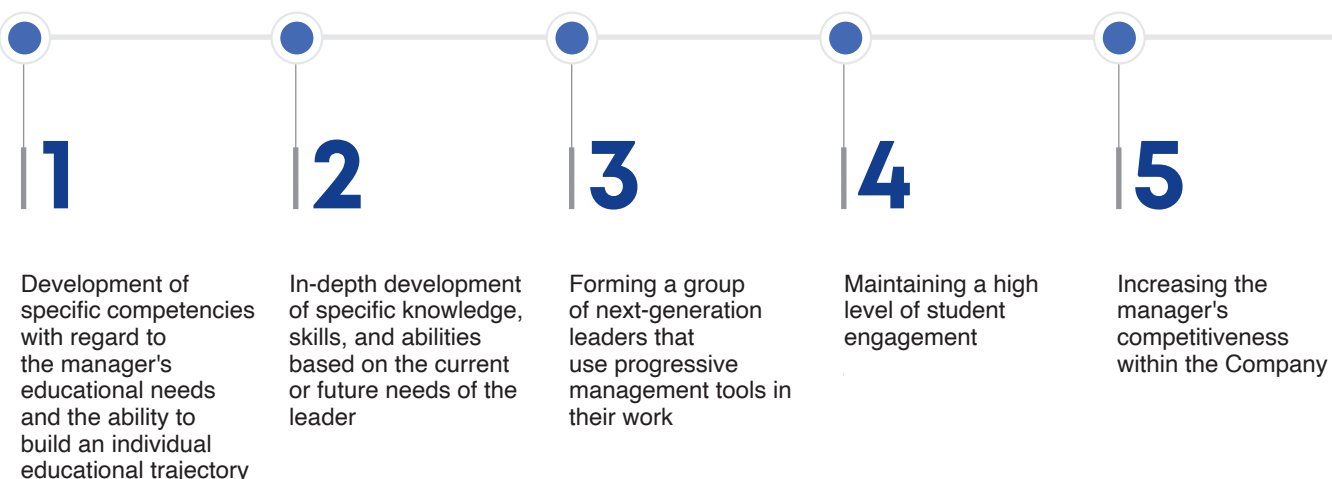 1
Development of
specific competencies
with regard to
the manager's
educational needs
and the ability to
build an individual
educational trajectory
2
In-depth development
of specific knowledge,
skills, and abilities
based on the current
or future needs of the
leader
3
Forming a group
of next-generation
leaders that
use progressive
management tools in
their work
4
Maintaining a high
level of student
engagement
5
Increasing the
manager's
competitiveness
within the Company